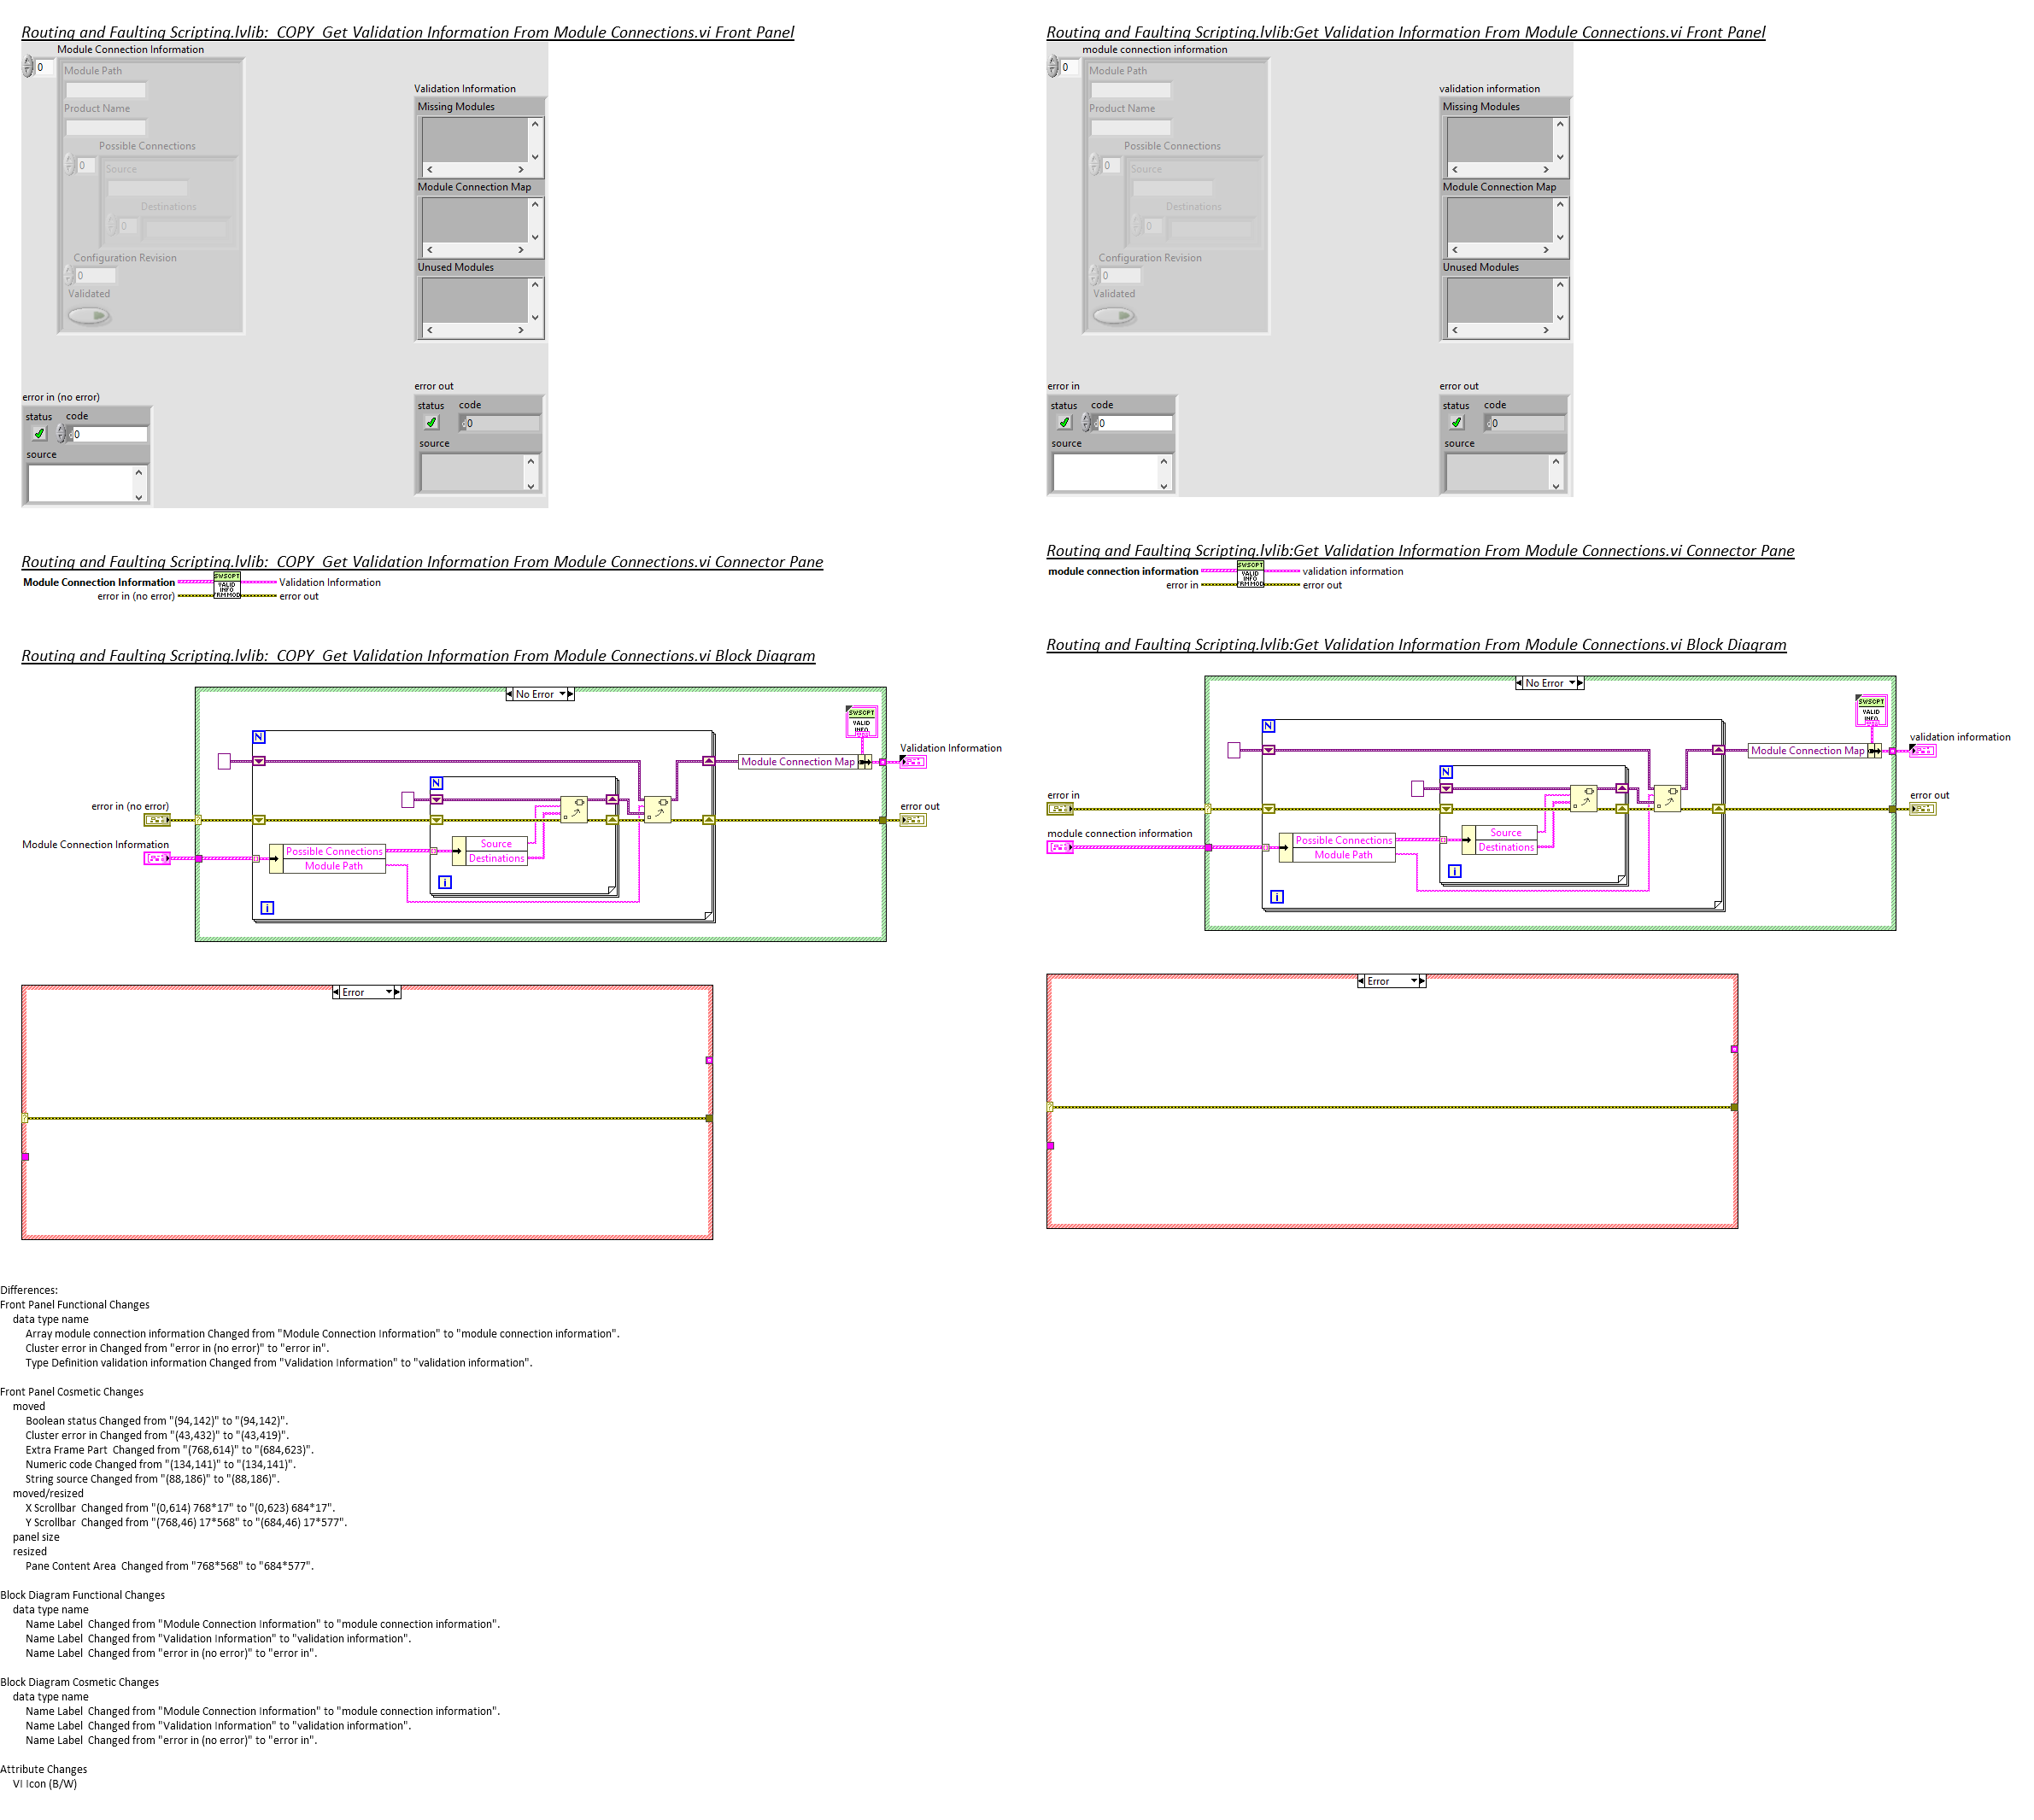 Routing and Faulting Scripting.lvlib:  COPY  Get Validation Information From Module Connections.vi Front Panel
Module Connection Information
0
Module Path
Product Name
Possible Connections
0
Source
Destinations
0
Configuration Revision
0
Validated
Validation Information
Missing Modules
Module Connection Map
Unused Modules
error in (no error)
status code
0
source
error out
status code
0
source
Routing and Faulting Scripting.lvlib:Get Validation Information From Module Connections.vi Front Panel
module connection information
0
Module Path
Product Name
Possible Connections
0
Source
Destinations
0
Configuration Revision
0
Validated
validation information
Missing Modules
Module Connection Map
Unused Modules
error in
status code
0
source
error out
status code
0
source
Routing and Faulting Scripting.lvlib:  COPY  Get Validation Information From Module Connections.vi Connector Pane
Module Connection Information
error in (no error)
SWSCPT
VALID
INFO
FRM MOD
Validation Information
error out
Routing and Faulting Scripting.lvlib:Get Validation Information From Module Connections.vi Connector Pane
module connection information
error in
SWSCPT
VALID
INFO
FRM MOD
validation information
error out
Routing and Faulting Scripting.lvlib:  COPY  Get Validation Information From Module Connections.vi Block Diagram
No Error
SWSCPT
VALID
INFO
N
Validation Information
Module Connection Map
N
error in (no error)
error out
Module Connection Information
Possible Connections
Module Path
Source
Destinations
i
i
Error
Routing and Faulting Scripting.lvlib:Get Validation Information From Module Connections.vi Block Diagram
No Error
SWSCPT
VALID
INFO
N
validation information
Module Connection Map
N
error in
error out
module connection information
Possible Connections
Module Path
Source
Destinations
i
i
Error
Differences:
Front Panel Functional Changes
data type name
Array module connection information Changed from "Module Connection Information" to "module connection information".
Cluster error in Changed from "error in (no error)" to "error in".
Type Definition validation information Changed from "Validation Information" to "validation information".
Front Panel Cosmetic Changes
moved
Boolean status Changed from "(94,142)" to "(94,142)".
Cluster error in Changed from "(43,432)" to "(43,419)".
Extra Frame Part  Changed from "(768,614)" to "(684,623)".
Numeric code Changed from "(134,141)" to "(134,141)".
String source Changed from "(88,186)" to "(88,186)".
moved/resized
X Scrollbar  Changed from "(0,614) 768*17" to "(0,623) 684*17".
Y Scrollbar  Changed from "(768,46) 17*568" to "(684,46) 17*577".
panel size
resized
Pane Content Area  Changed from "768*568" to "684*577".
Block Diagram Functional Changes
data type name
Name Label  Changed from "Module Connection Information" to "module connection information".
Name Label  Changed from "Validation Information" to "validation information".
Name Label  Changed from "error in (no error)" to "error in".
Block Diagram Cosmetic Changes
data type name
Name Label  Changed from "Module Connection Information" to "module connection information".
Name Label  Changed from "Validation Information" to "validation information".
Name Label  Changed from "error in (no error)" to "error in".
Attribute Changes
VI Icon (B/W)